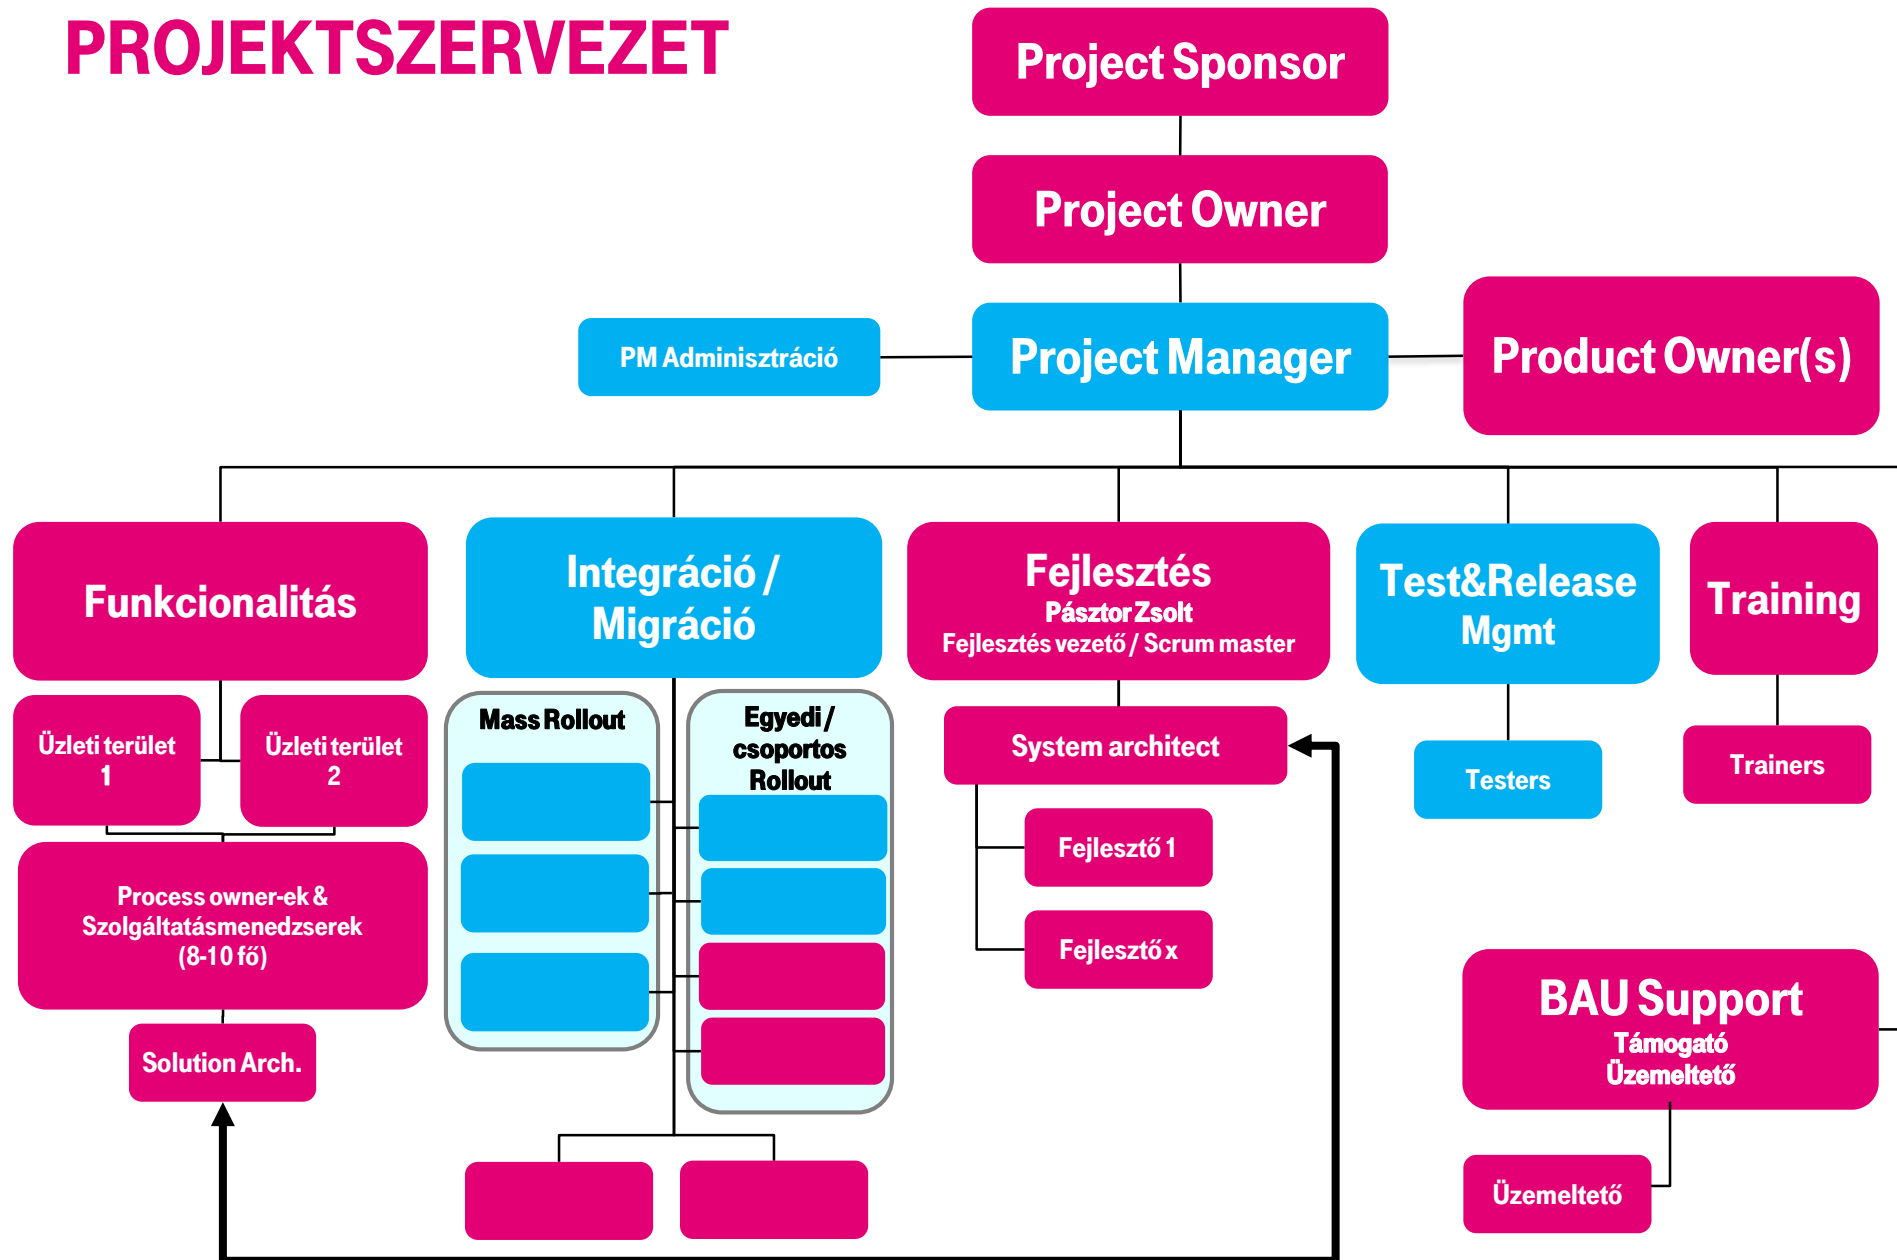 PROJEKTSZERVEZET
Project Sponsor
Project Owner
PM Adminisztráció
Project Manager
Product Owner(s)
Funkcionalitás
Integráció /
Migráció
Fejlesztés
Pásztor Zsolt
Fejlesztés vezető / Scrum master
Test&Release
Mgmt
Training
Üzleti terület
1
Üzleti terület
2
Mass Rollout
Egyedi /
csoportos
Rollout
System architect
Testers
Trainers
Fejlesztő 1
Fejlesztő x
Process owner-ek &
Szolgáltatásmenedzserek
(8-10 fő)
Solution Arch.
BAU Support
Támogató
Üzemeltető
Üzemeltető